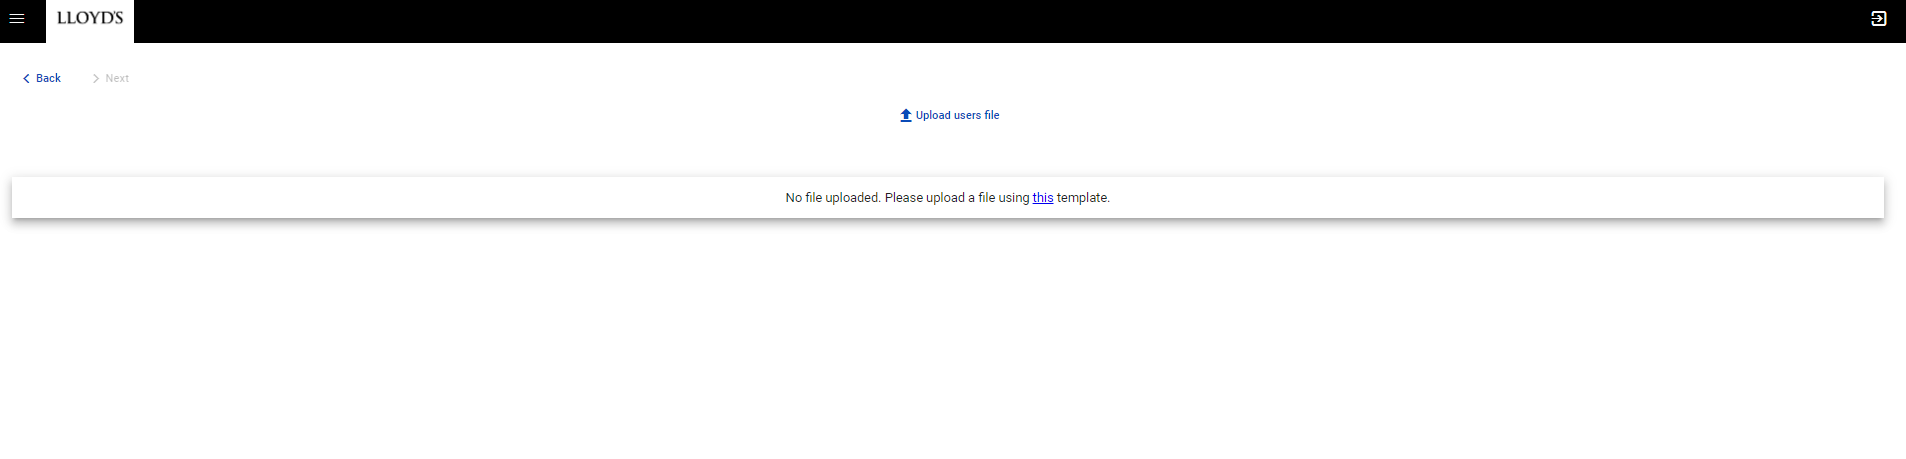 LLOYD'S
Back
Next
Upload users file
No file uploaded. Please upload a file using this template.